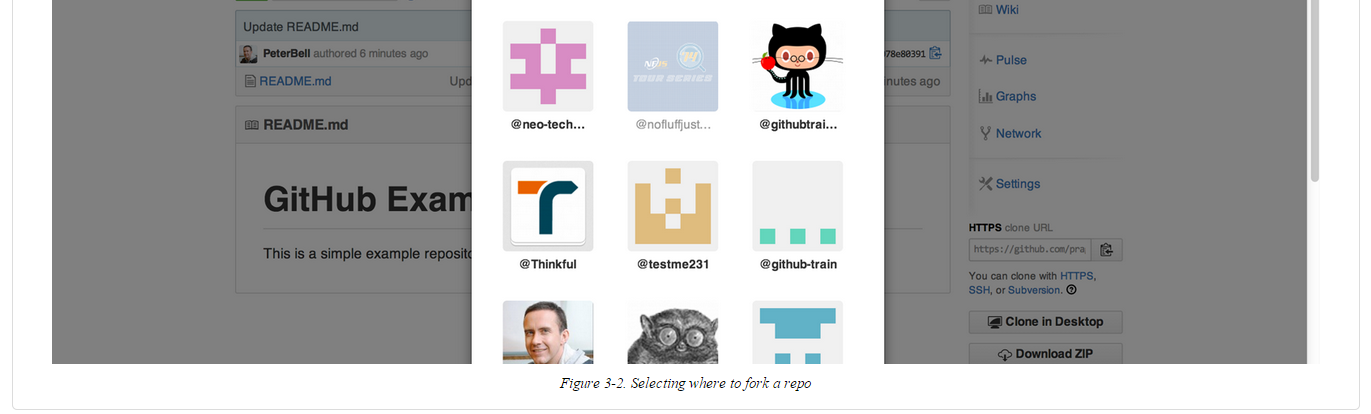 Update README.md
PeterBell authored 6 minutes ago
78e80391
README.md
Upd
nutes ago
README.md
GitHub Exam
This is a simple example reposito
@neo-tech…
@nofluffjust…
@githubtrai…
@Thinkful
@testme231
@github-train
NFJS
TOUR SERIES
Wiki
Pulse
Graphs
Network
Settings
HTTPS clone URL
https://github.com/pra
You can clone with HTTPS,
SSH, or Subversion.
Clone in Desktop
Download ZIP
Figure 3-2. Selecting where to fork a repo